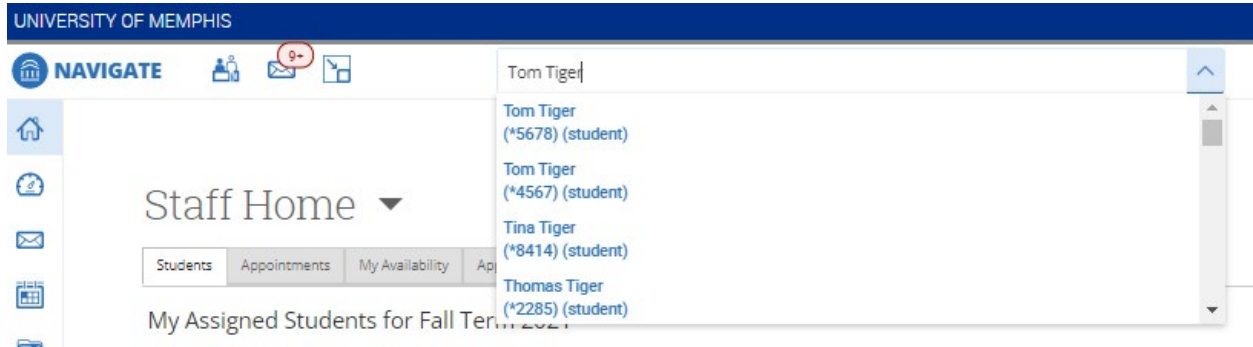 UNIVERSITY OF MEMPHIS
NAVIGATE
9+
Tom Tiger
Tom Tiger
(*5678) (student)
Tom Tiger
(*4567) (student)
Tina Tiger
(*8414) (student)
Thomas Tiger
(*2285) (student)
Staff Home
Students Appointments My Availability
My Assigned Students for Fall Term 2021